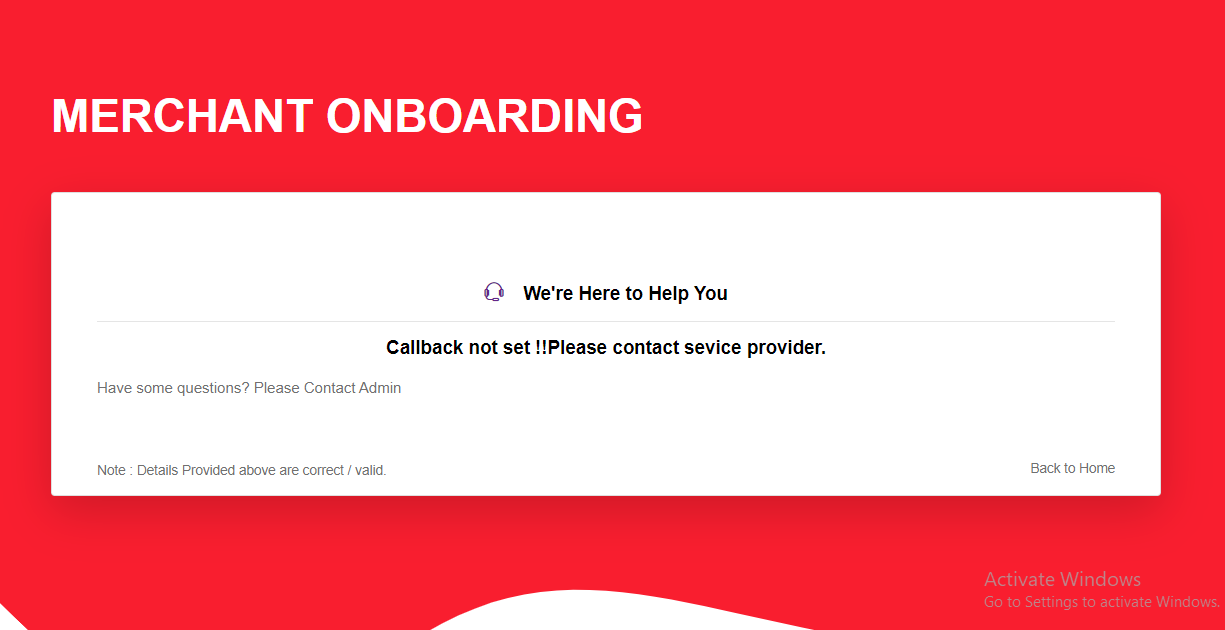 MERCHANT ONBOARDING
We're Here to Help You
Callback not set !!Please contact sevice provider.
Have some questions? Please Contact Admin
Note : Details Provided above are correct / valid.
Back to Home
Activate Windows
Go to Settings to activate Windows.